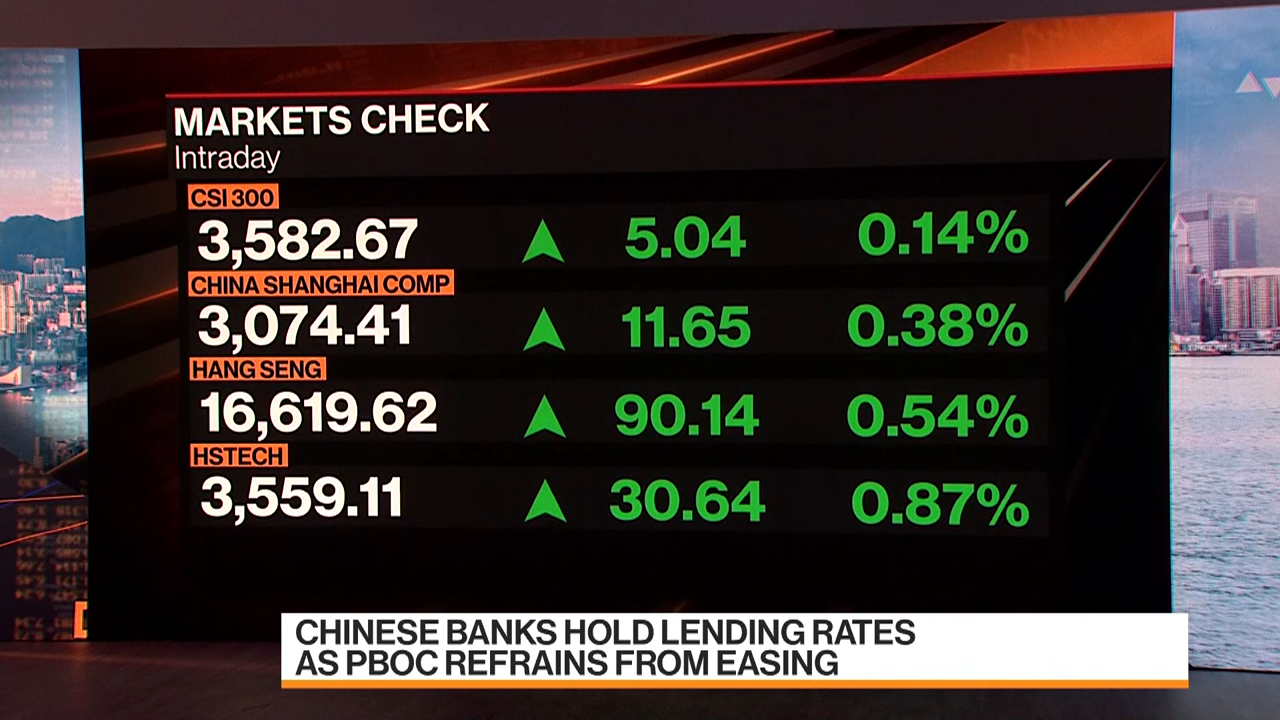 MARKETS CHECK
Intraday
CSI 300
3,582.67 ▲ 5.04 0.14%
CHINA SHANGHAI COMP
3,074.41 ▲ 11.65 0.38%
HANG SENG
16,619.62 ▲ 90.14 0.54%
HSTECH
3,559.11 ▲ 30.64 0.87%
CHINESE BANKS HOLD LENDING RATES
AS PBOC REFRAINS FROM EASING